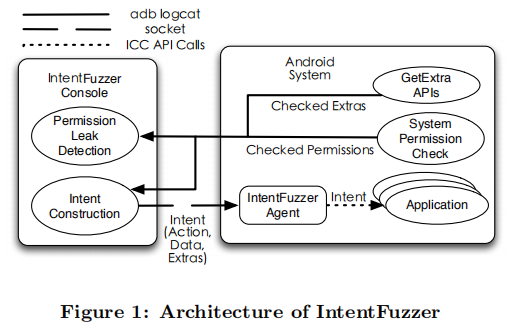 adb logcat
socket
ICC API Calls
IntentFuzzer
Console
Permission
Leak
Detection
Intent
Construction
Intent
(Action,
Data,
Extras)
Android
System
GetExtra
APIs
Checked Extras
System
Permission
Check
Checked Permissions
IntentFuzzer
Agent
Intent
Application
Figure 1: Architecture of IntentFuzzer